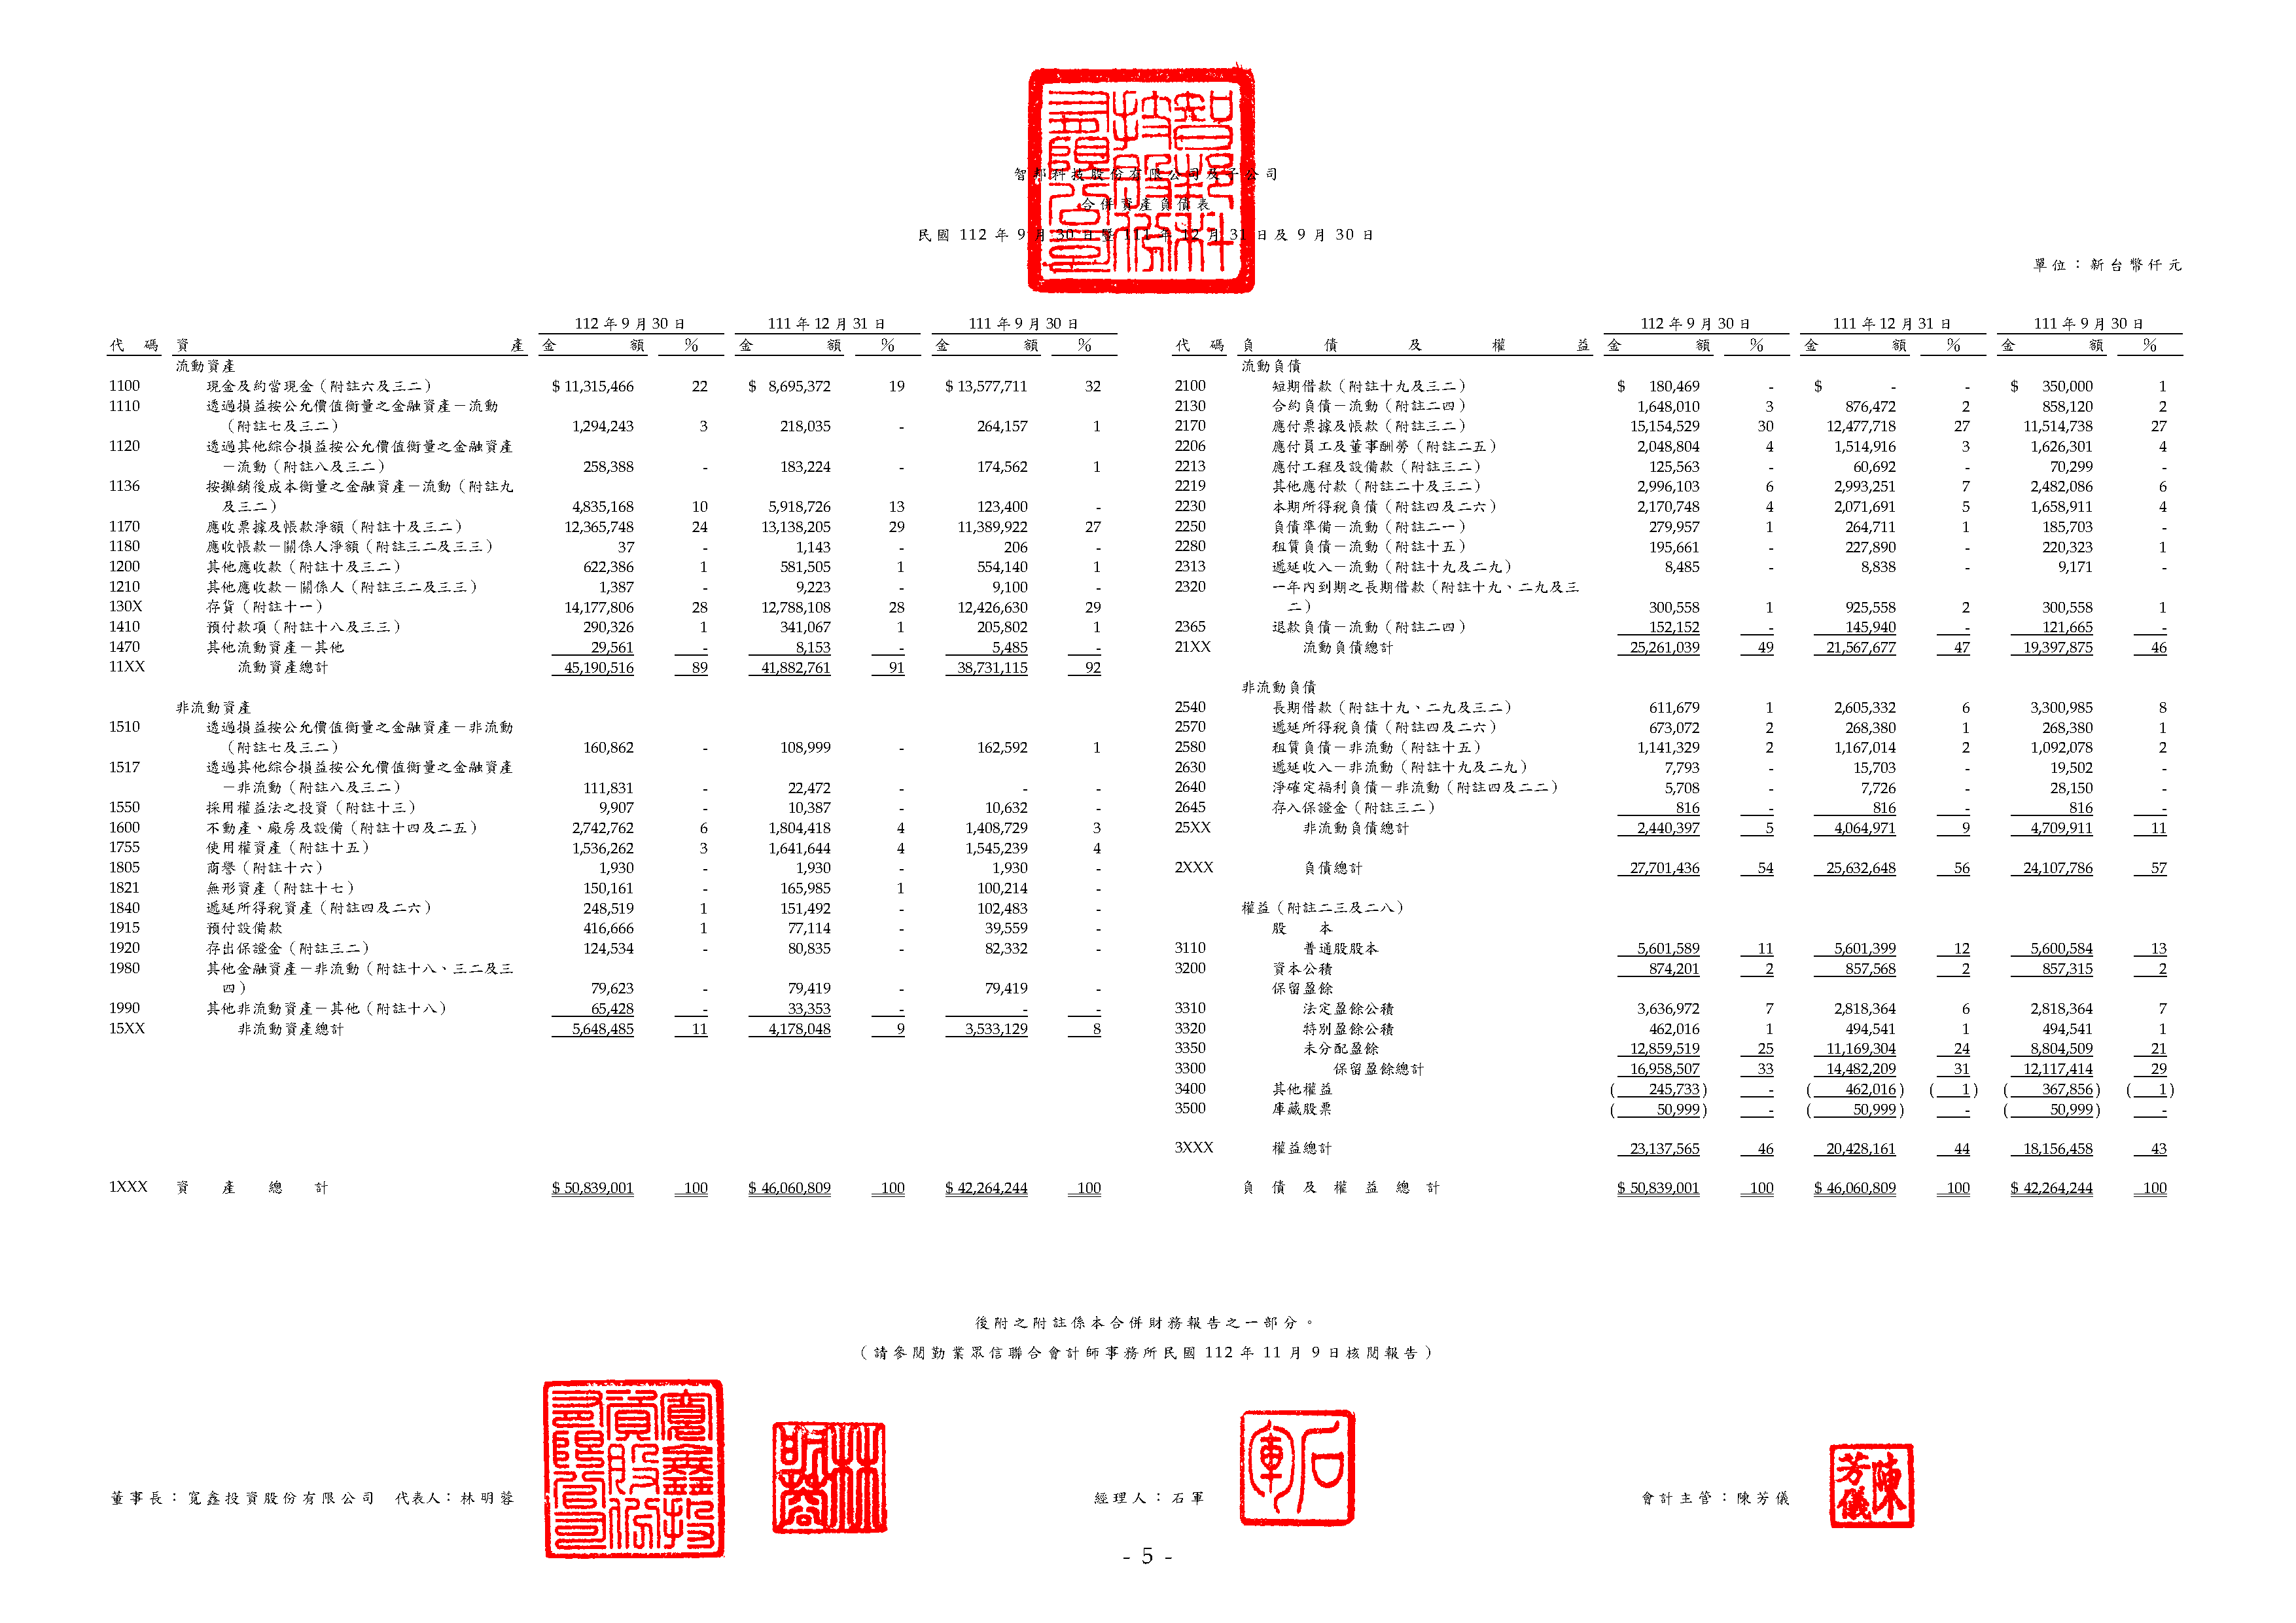 智邦科技股份有限公司及子公司
合併資產負債表
民國 112 年 9 月 30 日暨 111 年 12 月 31 日及 9 月 30 日
單位：新台幣仟元
112 年 9 月 30 日 111 年 12 月 31 日 111 年 9 月 30 日
代碼 資產 金額 % 金額 % 金額 %
流動資產
1100 現金及約當現金（附註六及三二） $ 11,315,466 22 $ 8,695,372 19 $ 13,577,711 32
1110 透過損益按公允價值衡量之金融資產－流動
（附註七及三二） 1,294,243 3 218,035 - 264,157 1
1120 透過其他綜合損益按公允價值衡量之金融資產
－流動（附註八及三二） 258,388 - 183,224 - 174,562 1
1136 按攤銷後成本衡量之金融資產－流動（附註九
及三二） 4,835,168 10 5,918,726 13 123,400 -
1170 應收票據及帳款淨額（附註十及三二） 12,365,748 24 13,138,205 29 11,389,922 27
1180 應收帳款－關係人淨額（附註三二及三三） 37 - 1,143 - 206 -
1200 其他應收款（附註十及三二） 622,386 1 581,505 1 554,140 1
1210 其他應收款－關係人（附註三二及三三） 1,387 - 9,223 - 9,100 -
130X 存貨（附註十一） 14,177,806 28 12,788,108 28 12,426,630 29
1410 預付款項（附註十八及三三） 290,326 1 341,067 1 205,802 1
1470 其他流動資產－其他 29,561 - 8,153 - 5,485 -
11XX 流動資產總計 45,190,516 89 41,882,761 91 38,731,115 92
非流動資產
1510 透過損益按公允價值衡量之金融資產－非流動
（附註七及三二） 160,862 - 108,999 - 162,592 1
1517 透過其他綜合損益按公允價值衡量之金融資產
－非流動（附註八及三二） 111,831 - 22,472 - - -
1550 採用權益法之投資（附註十三） 9,907 - 10,387 - 10,632 -
1600 不動產、廠房及設備（附註十四及二五） 2,742,762 6 1,804,418 4 1,408,729 3
1755 使用權資產（附註十五） 1,536,262 3 1,641,644 4 1,545,239 4
1805 商譽（附註十六） 1,930 - 1,930 - 1,930 -
1821 無形資產（附註十七） 150,161 - 165,985 1 100,214 -
1840 遞延所得稅資產（附註四及二六） 248,519 1 151,492 - 102,483 -
1915 預付設備款 416,666 1 77,114 - 39,559 -
1920 存出保證金（附註三二） 124,534 - 80,835 - 82,332 -
1980 其他金融資產－非流動（附註十八、三二及三
四） 79,623 - 79,419 - 79,419 -
1990 其他非流動資產－其他（附註十八） 65,428 - 33,353 - - -
15XX 非流動資產總計 5,648,485 11 4,178,048 9 3,533,129 8
1XXX 資產總計 $ 50,839,001 100 $ 46,060,809 100 $ 42,264,244 100
112 年 9 月 30 日 111 年 12 月 31 日 111 年 9 月 30 日
代碼 負債及權益 金額 % 金額 % 金額 %
流動負債
2100 短期借款（附註十九及三二） $ 180,469 - $ - - $ 350,000 1
2130 合約負債－流動（附註二四） 1,648,010 3 876,472 2 858,120 2
2170 應付票據及帳款（附註三二） 15,154,529 30 12,477,718 27 11,514,738 27
2206 應付員工及董事酬勞（附註二五） 2,048,804 4 1,514,916 3 1,626,301 4
2213 應付工程及設備款（附註三二） 125,563 - 60,692 - 70,299 -
2219 其他應付款（附註二十及三二） 2,996,103 6 2,993,251 7 2,482,086 6
2230 本期所得稅負債（附註四及二六） 2,170,748 4 2,071,691 5 1,658,911 4
2250 負債準備－流動（附註二一） 279,957 1 264,711 1 185,703 -
2280 租賃負債－流動（附註十五） 195,661 - 227,890 - 220,323 1
2313 遞延收入－流動（附註十九及二九） 8,485 - 8,838 - 9,171 -
2320 一年內到期之長期借款（附註十九、二九及三
二） 300,558 1 925,558 2 300,558 1
2365 退款負債－流動（附註二四） 152,152 - 145,940 - 121,665 -
21XX 流動負債總計 25,261,039 49 21,567,677 47 19,397,875 46
非流動負債
2540 長期借款（附註十九、二九及三二） 611,679 1 2,605,332 6 3,300,985 8
2570 遞延所得稅負債（附註四及二六） 673,072 2 268,380 1 268,380 1
2580 租賃負債－非流動（附註十五） 1,141,329 2 1,167,014 2 1,092,078 2
2630 遞延收入－非流動（附註十九及二九） 7,793 - 15,703 - 19,502 -
2640 淨確定福利負債－非流動（附註四及二二） 5,708 - 7,726 - 28,150 -
2645 存入保證金（附註三二） 816 - 816 - 816 -
25XX 非流動負債總計 2,440,397 5 4,064,971 9 4,709,911 11
2XXX 負債總計 27,701,436 54 25,632,648 56 24,107,786 57
權益（附註二三及二八）
股本
3110 普通股股本 5,601,589 11 5,601,399 12 5,600,584 13
3200 資本公積 874,201 2 857,568 2 857,315 2
保留盈餘
3310 法定盈餘公積 3,636,972 7 2,818,364 6 2,818,364 7
3320 特別盈餘公積 462,016 1 494,541 1 494,541 1
3350 未分配盈餘 12,859,519 25 11,169,304 24 8,804,509 21
3300 保留盈餘總計 16,958,507 33 14,482,209 31 12,117,414 29
3400 其他權益 ( 245,733) - ( 462,016) ( 1) ( 367,856) ( 1)
3500 庫藏股票 ( 50,999) - ( 50,999) - ( 50,999) -
3XXX 權益總計 23,137,565 46 20,428,161 44 18,156,458 43
負債及權益總計 $ 50,839,001 100 $ 46,060,809 100 $ 42,264,244 100
後附之附註係本合併財務報告之一部分。
（請參閱勤業眾信聯合會計師事務所民國 112 年 11 月 9 日核閱報告）
董事長：寬鑫投資股份有限公司 代表人：林明蓉 經理人：石軍 會計主管：陳芳儀
智邦科技股份有限公司
寬鑫投資股份有限公司
林明蓉
石軍
陳芳儀
- 5 -